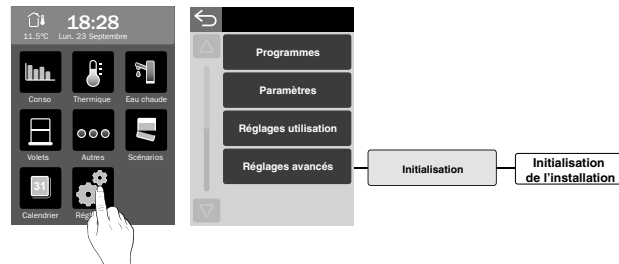 18:28
11.5°C Lun. 23 Septembre
Conso Thermique Eau chaude
Volets Autres Scénarios
31
Calendrier
Programmes
Paramètres
Réglages utilisation
Réglages avancés
Initialisation
Initialisation
de l'installation